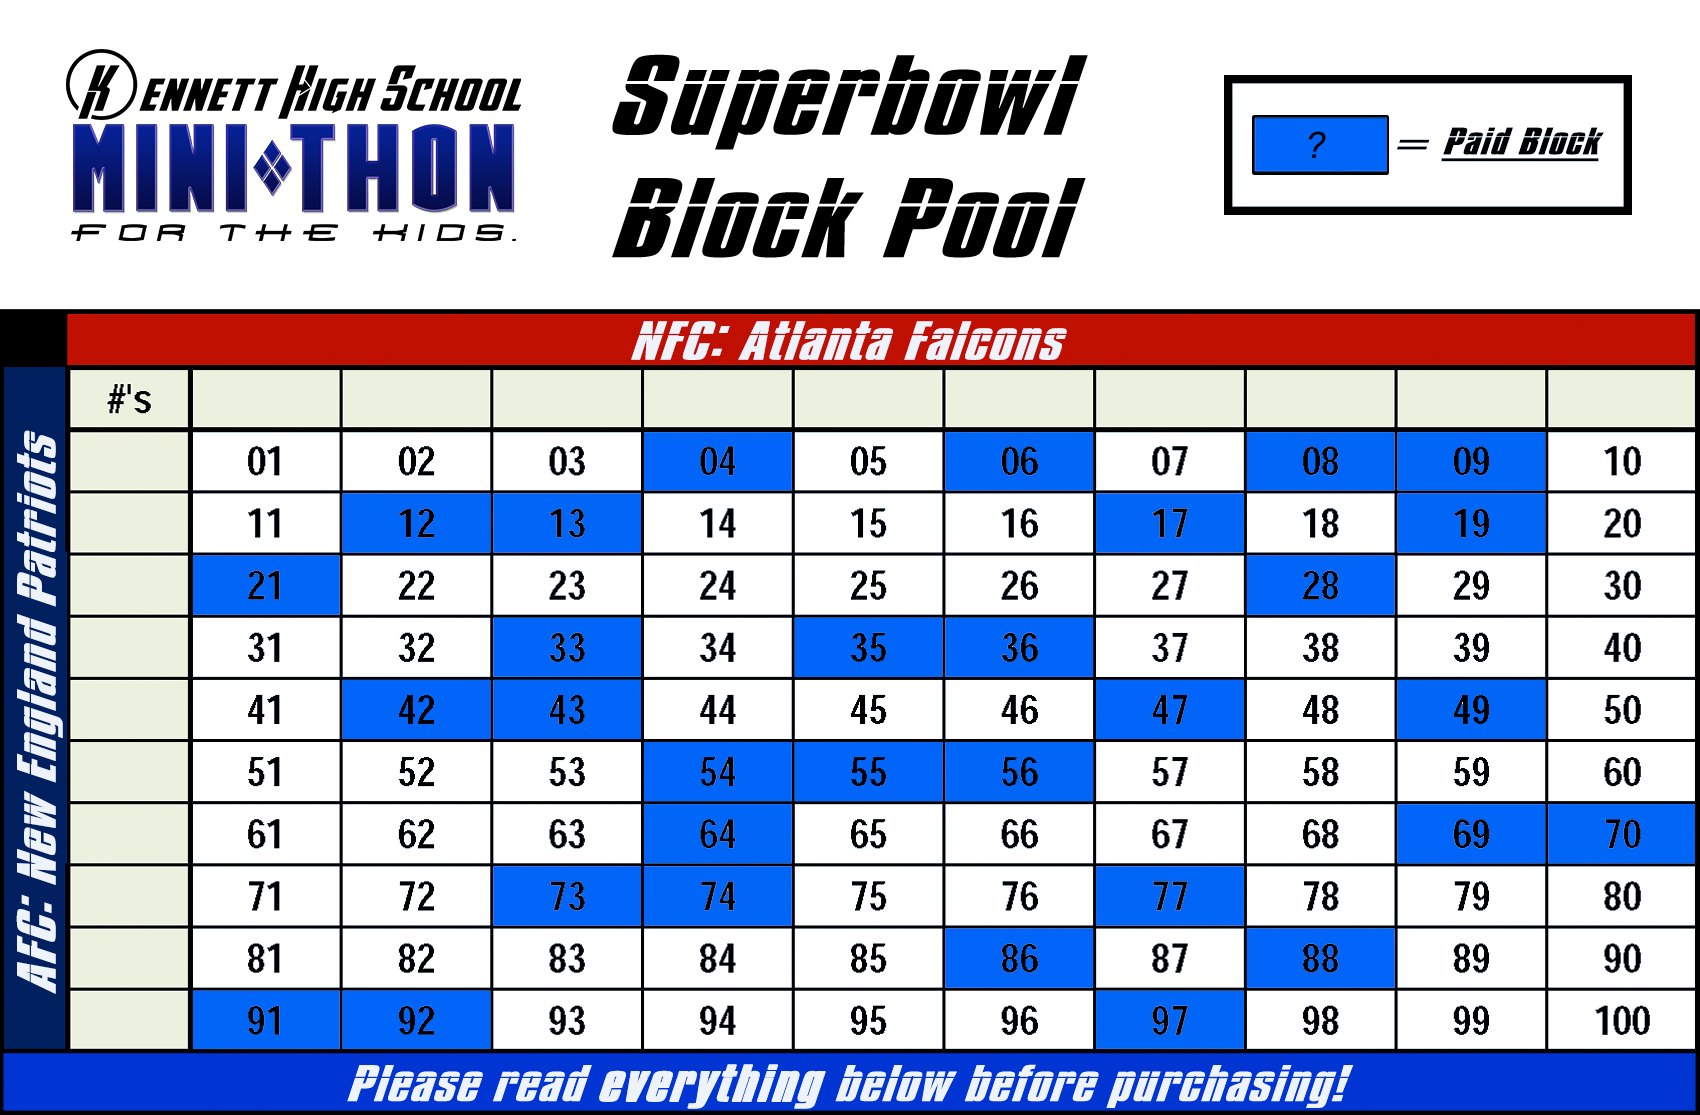 KENNETT HIGH SCHOOL
MINI THON
FOR THE KIDS.
Superbowl
Block Pool
? = Paid Block
NFC: Atlanta Falcons
AFC: New England Patriots
#'s
01 02 03 04 05 06 07 08 09 10
11 12 13 14 15 16 17 18 19 20
21 22 23 24 25 26 27 28 29 30
31 32 33 34 35 36 37 38 39 40
41 42 43 44 45 46 47 48 49 50
51 52 53 54 55 56 57 58 59 60
61 62 63 64 65 66 67 68 69 70
71 72 73 74 75 76 77 78 79 80
81 82 83 84 85 86 87 88 89 90
91 92 93 94 95 96 97 98 99 100
Please read everything below before purchasing!